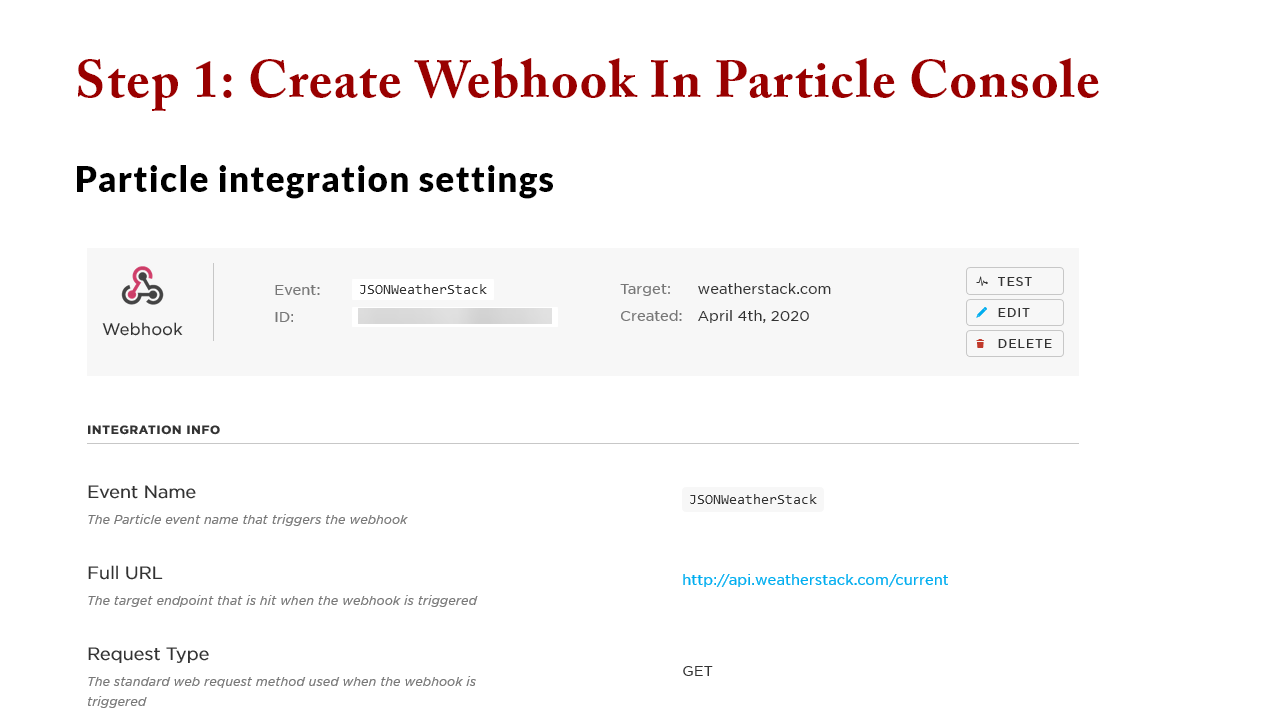 Step 1: Create Webhook In Particle Console
Particle integration settings
Webhook
Event: JSONWeatherStack
ID:
Target: weatherstack.com
Created: April 4th, 2020
TEST
EDIT
DELETE
INTEGRATION INFO
Event Name
The Particle event name that triggers the webhook
JSONWeatherStack
Full URL
The target endpoint that is hit when the webhook is triggered
http://api.weatherstack.com/current
Request Type
The standard web request method used when the webhook is
triggered
GET